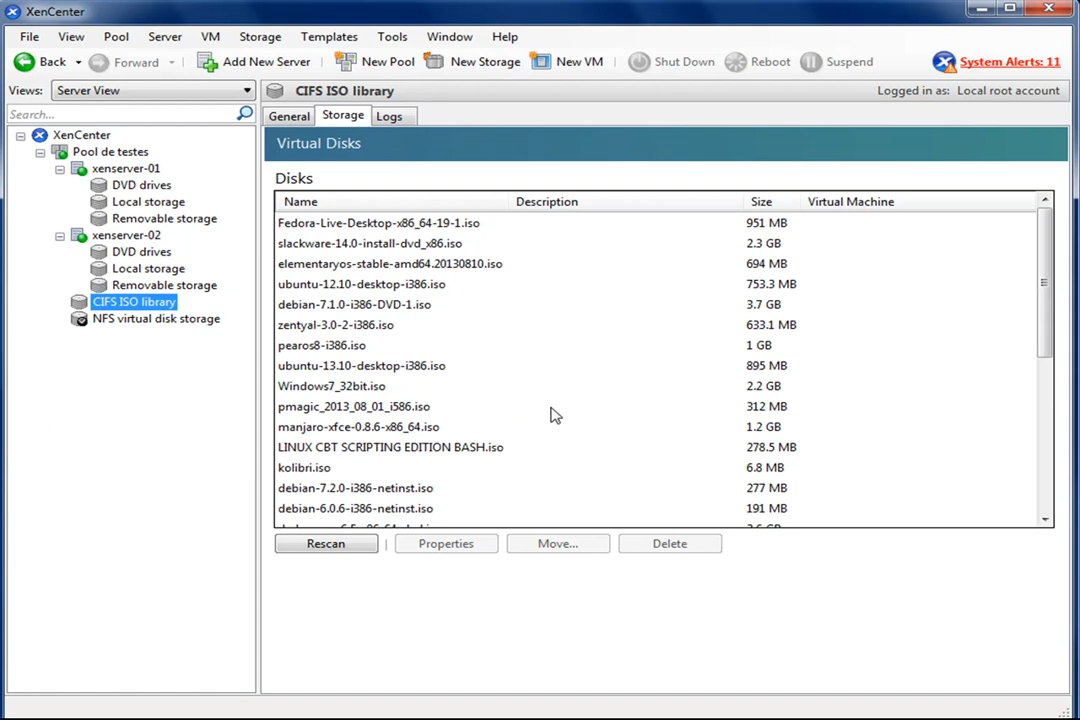 XenCenter
File View Pool Server VM Storage Templates Tools Window Help
Back Forward Add New Server New Pool New Storage New VM Shut Down Reboot Suspend System Alerts: 11
Views: Server View
CIFS ISO library
Logged in as: Local root account
Search...
General Storage Logs
XenCenter
Pool de testes
xenserver-01
DVD drives
Local storage
Removable storage
xenserver-02
DVD drives
Local storage
Removable storage
CIFS ISO library
NFS virtual disk storage
Virtual Disks
Disks
Name Description Size Virtual Machine
Fedora-Live-Desktop-x86_64-19-1.iso 951 MB
slackware-14.0-install-dvd_x86.iso 2.3 GB
elementaryos-stable-amd64.20130810.iso 694 MB
ubuntu-12.10-desktop-i386.iso 753.3 MB
debian-7.1.0-i386-DVD-1.iso 3.7 GB
zentyal-3.0-2-i386.iso 633.1 MB
pearos8-i386.iso 1 GB
ubuntu-13.10-desktop-i386.iso 895 MB
Windows7_32bit.iso 2.2 GB
pmagic_2013_08_01_i586.iso 312 MB
manjaro-xfce-0.8.6-x86_64.iso 1.2 GB
LINUX CBT SCRIPTING EDITION BASH.iso 278.5 MB
kolibri.iso 6.8 MB
debian-7.2.0-i386-netinst.iso 277 MB
debian-6.0.6-i386-netinst.iso 191 MB
Rescan | Properties Move... Delete